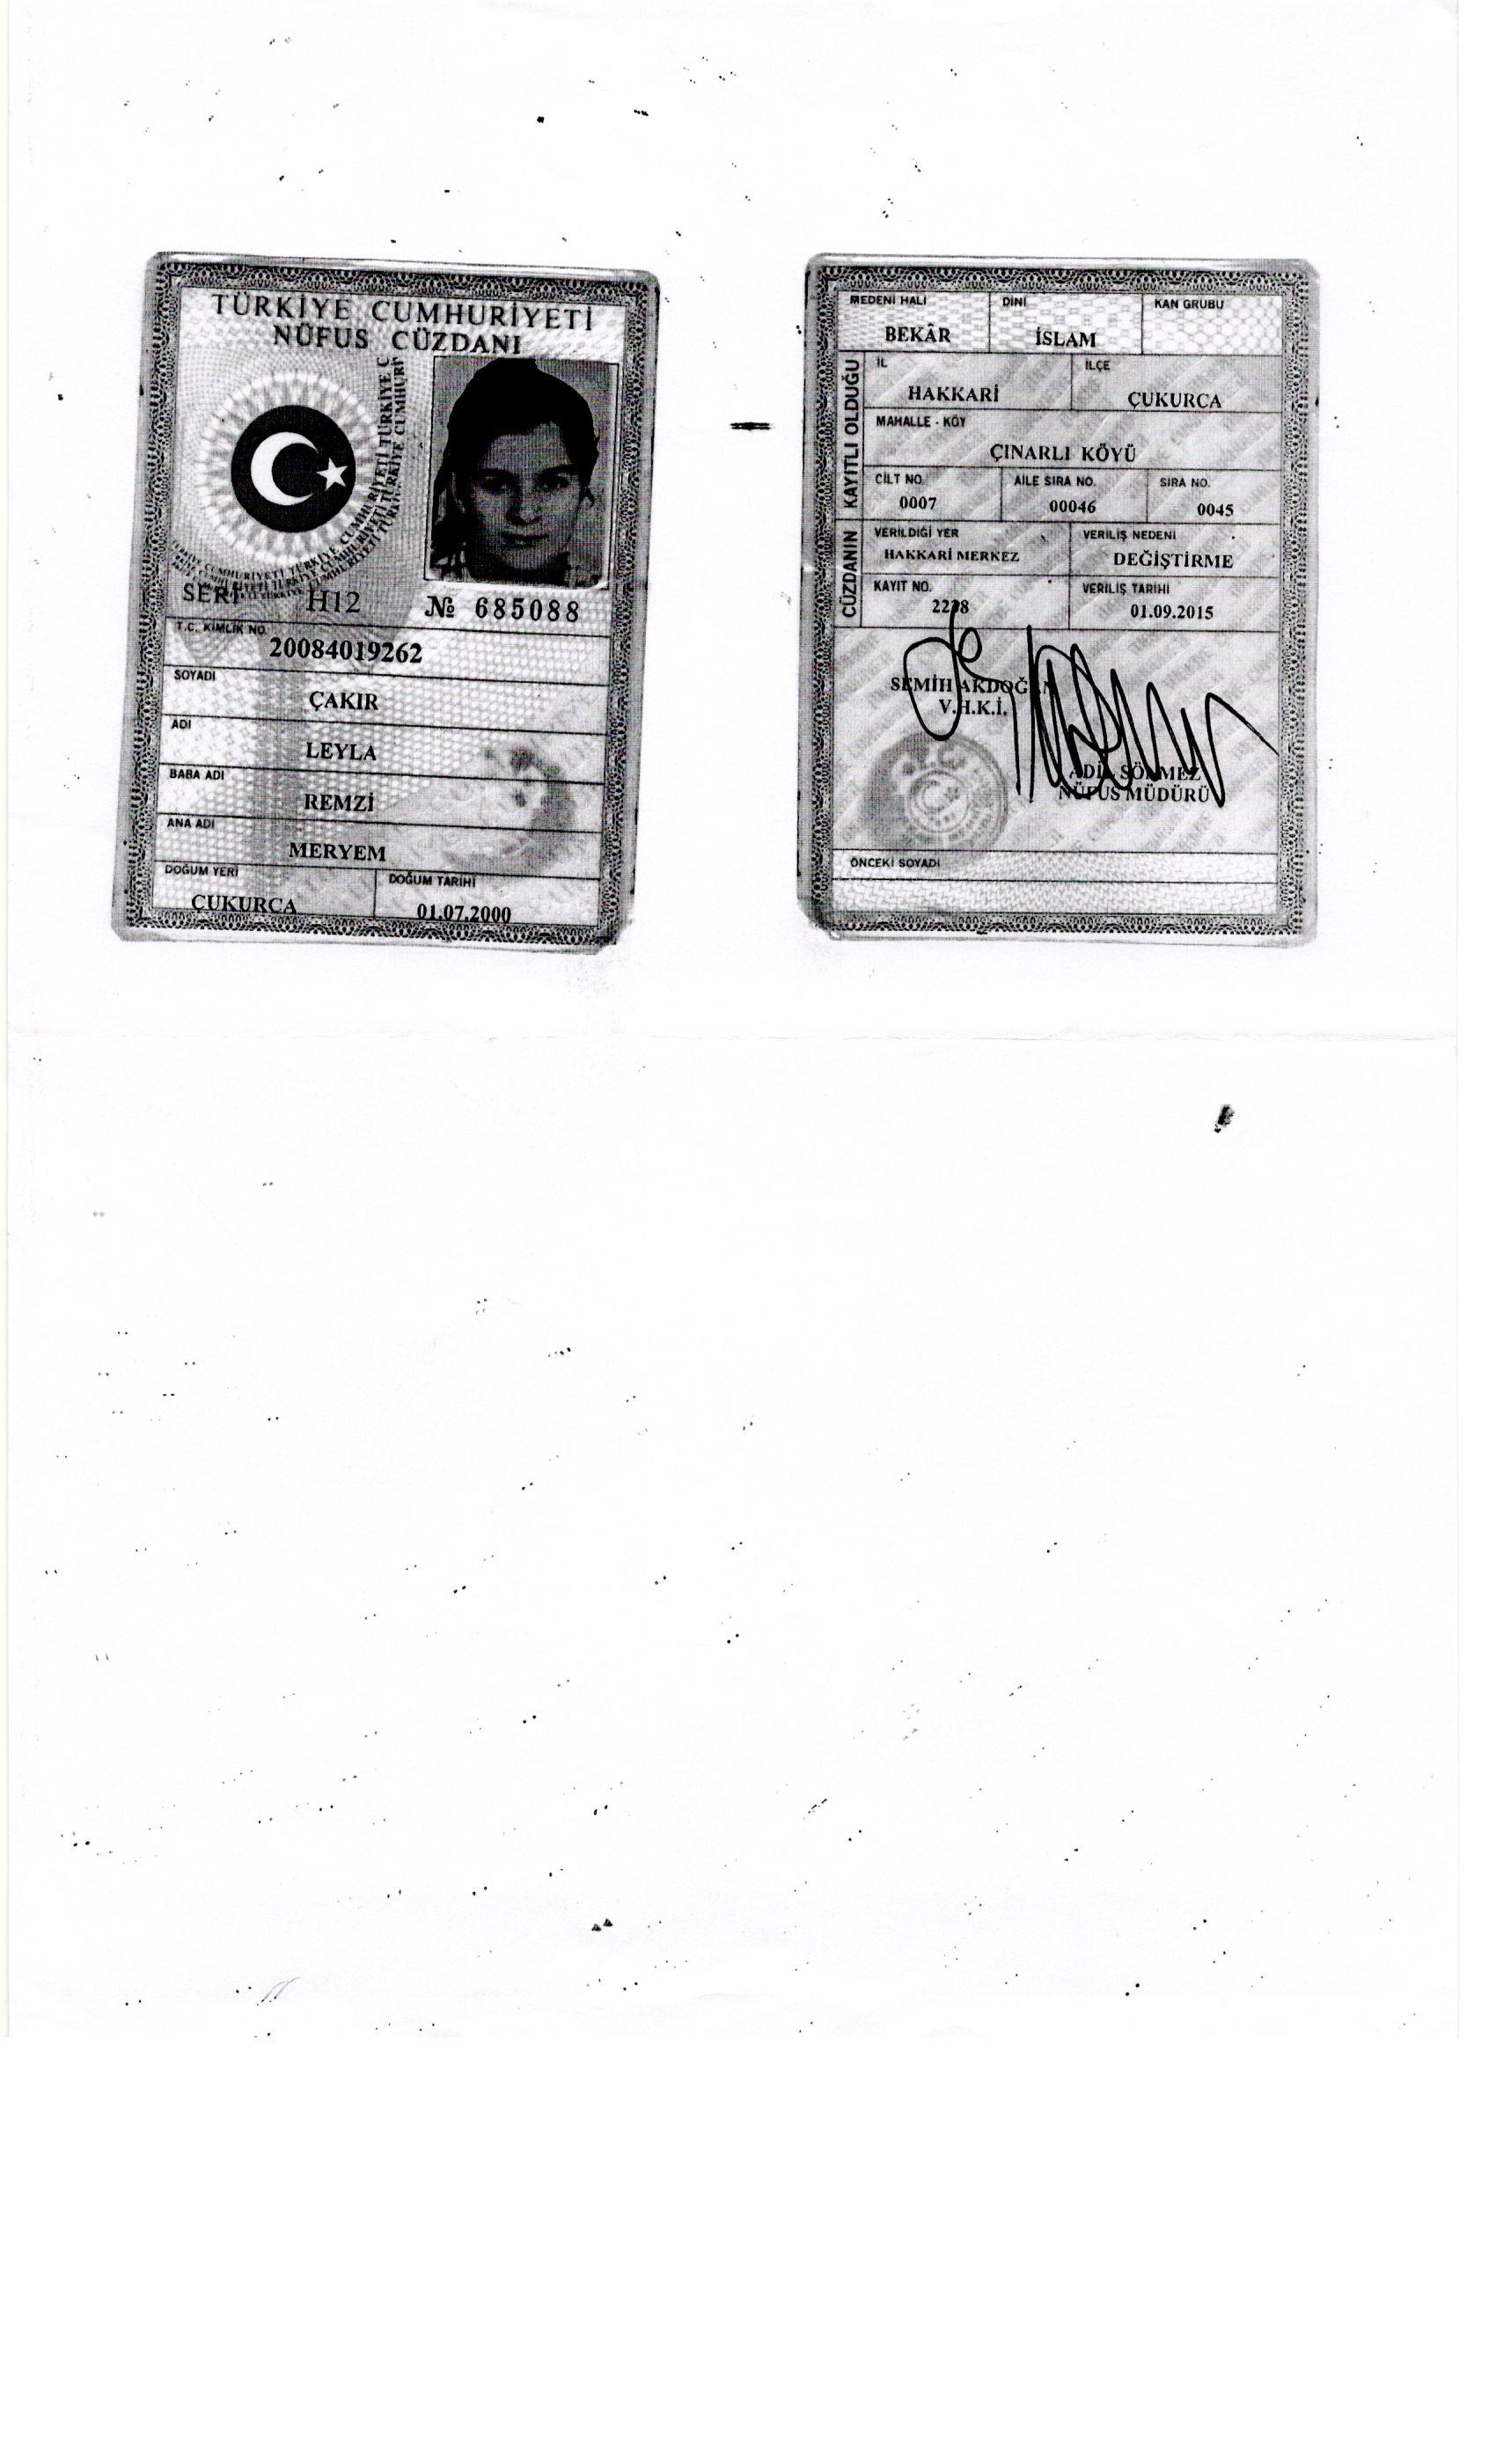 TÜRKİYE CUMHURİYETİ
NÜFUS CÜZDANI
SERİ H12 № 685088
T.C. KİMLİK NO.
20084019262
SOYADI
ÇAKIR
ADI
LEYLA
BABA ADI
REMZİ
ANA ADI
MERYEM
DOĞUM YERİ DOĞUM TARİHİ
ÇUKURCA 01.07.2000
MEDENİ HALİ DİNİ KAN GRUBU
BEKÂR İSLAM
CÜZDANIN KAYITLI OLDUĞU
İL İLÇE
HAKKARİ ÇUKURCA
MAHALLE - KÖY
ÇINARLI KÖYÜ
CİLT NO. AİLE SIRA NO. SIRA NO.
0007 00046 0045
VERİLDİĞİ YER VERİLİŞ NEDENİ
HAKKARİ MERKEZ DEĞİŞTİRME
KAYIT NO. VERİLİŞ TARİHİ
01.09.2015
SEMİH AKDOĞAN
V.H.K.İ.
NÜFUS MÜDÜRÜ
ÖNCEKİ SOYADI